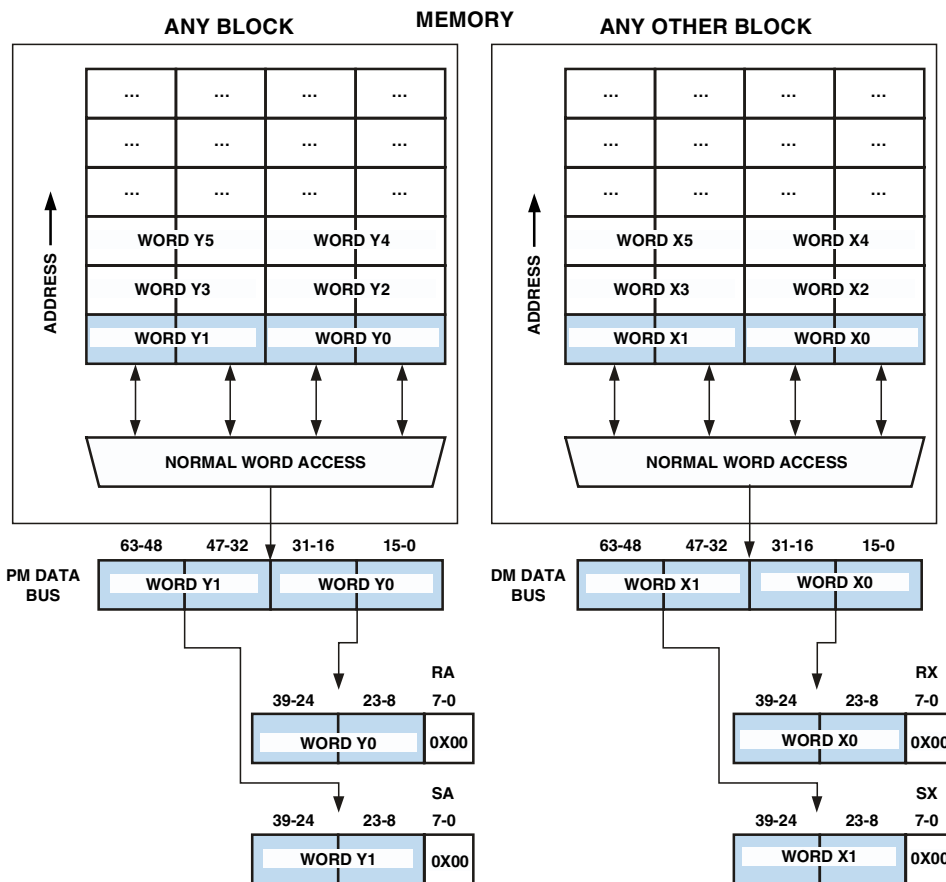 MEMORY
ANY BLOCK ANY OTHER BLOCK
... ... ... ... ... ... ... ...
... ... ... ... ... ... ... ...
... ... ... ... ... ... ... ...
ADDRESS ADDRESS
WORD Y5 WORD Y4 WORD X5 WORD X4
WORD Y3 WORD Y2 WORD X3 WORD X2
WORD Y1 WORD Y0 WORD X1 WORD X0
NORMAL WORD ACCESS NORMAL WORD ACCESS
63-48 47-32 31-16 15-0 63-48 47-32 31-16 15-0
PM DATA BUS WORD Y1 WORD Y0 DM DATA BUS WORD X1 WORD X0
RA RX
39-24 23-8 7-0 39-24 23-8 7-0
WORD Y0 0X00 WORD X0 0X00
SA SX
39-24 23-8 7-0 39-24 23-8 7-0
WORD Y1 0X00 WORD X1 0X00